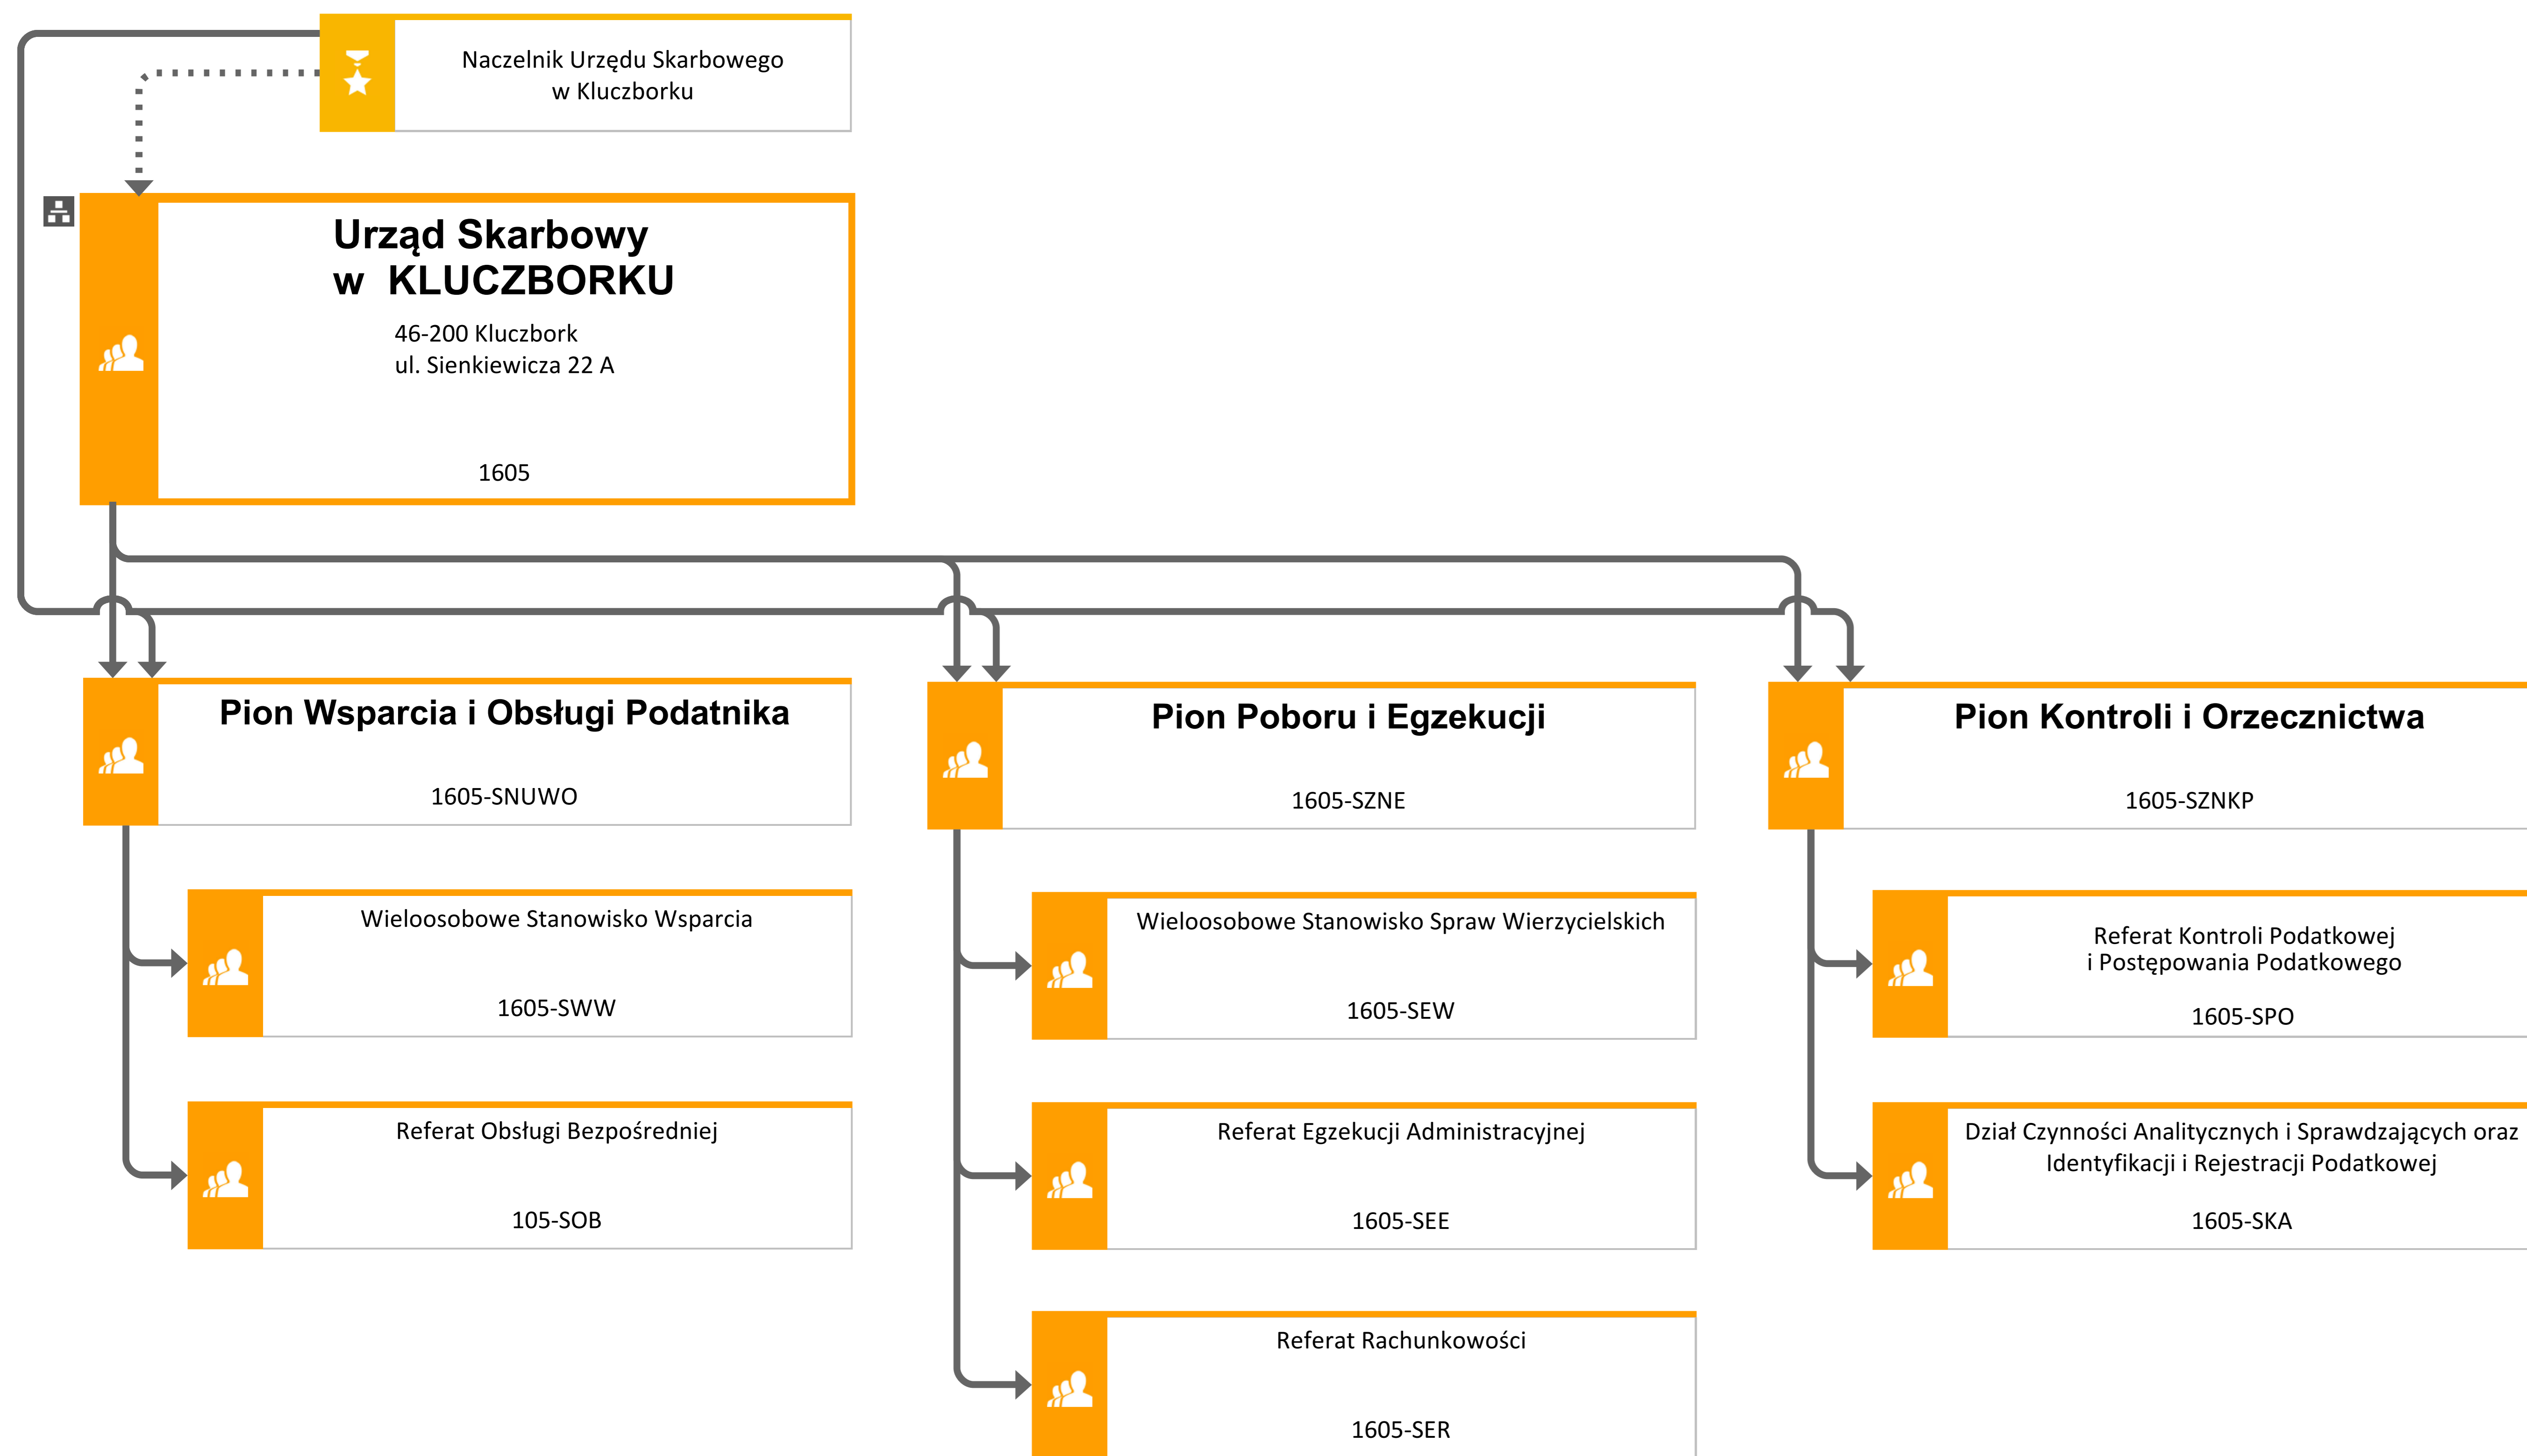 Naczelnik Urzędu Skarbowego
w Kluczborku
Urząd Skarbowy
w KLUCZBORKU
46-200 Kluczbork
ul. Sienkiewicza 22 A
1605
Pion Wsparcia i Obsługi Podatnika
1605-SNUWO
Pion Poboru i Egzekucji
1605-SZNE
Pion Kontroli i Orzecznictwa
1605-SZNKP
Wieloosobowe Stanowisko Wsparcia
1605-SWW
Wieloosobowe Stanowisko Spraw Wierzycielskich
1605-SEW
Referat Kontroli Podatkowej
i Postępowania Podatkowego
1605-SPO
Referat Obsługi Bezpośredniej
105-SOB
Referat Egzekucji Administracyjnej
1605-SEE
Dział Czynności Analitycznych i Sprawdzających oraz
Identyfikacji i Rejestracji Podatkowej
1605-SKA
Referat Rachunkowości
1605-SER